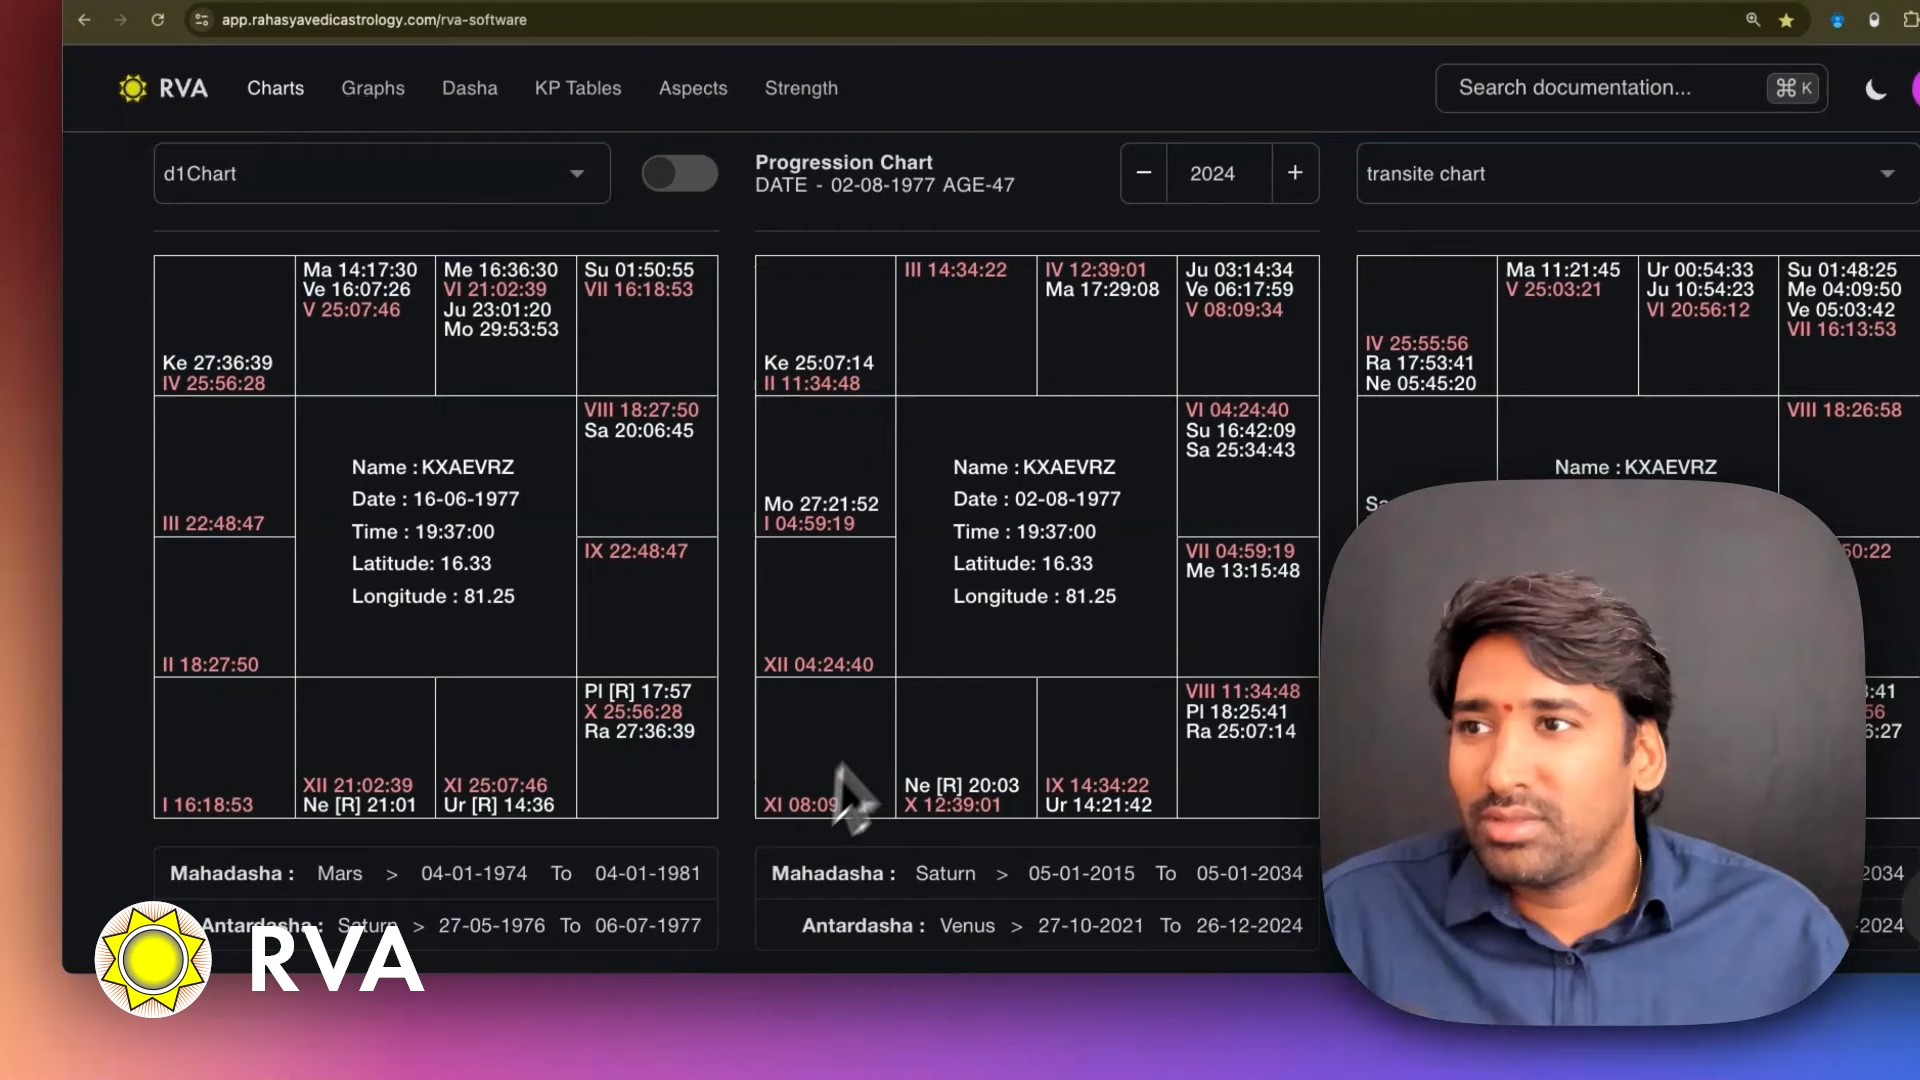 app.rahasyavedicastrology.com/rva-software
RVA
Charts
Graphs
Dasha
KP Tables
Aspects
Strength
Search documentation...
⌘ K
d1Chart
Progression Chart
DATE - 02-08-1977 AGE-47
−
2024
+
transite chart
Ke 27:36:39
IV 25:56:28
Ma 14:17:30
Ve 16:07:26
V 25:07:46
Me 16:36:30
VI 21:02:39
Ju 23:01:20
Mo 29:53:53
Su 01:50:55
VII 16:18:53
III 22:48:47
Name : KXAEVRZ
Date : 16-06-1977
Time : 19:37:00
Latitude: 16.33
Longitude : 81.25
VIII 18:27:50
Sa 20:06:45
II 18:27:50
IX 22:48:47
I 16:18:53
XII 21:02:39
Ne [R] 21:01
XI 25:07:46
Ur [R] 14:36
Pl [R] 17:57
X 25:56:28
Ra 27:36:39
Mahadasha : Mars > 04-01-1974 To 04-01-1981
Antardasha : Saturn > 27-05-1976 To 06-07-1977
Ke 25:07:14
II 11:34:48
III 14:34:22
IV 12:39:01
Ma 17:29:08
Ju 03:14:34
Ve 06:17:59
V 08:09:34
Mo 27:21:52
I 04:59:19
Name : KXAEVRZ
Date : 02-08-1977
Time : 19:37:00
Latitude: 16.33
Longitude : 81.25
VI 04:24:40
Su 16:42:09
Sa 25:34:43
XII 04:24:40
VII 04:59:19
Me 13:15:48
XI 08:09
Ne [R] 20:03
X 12:39:01
IX 14:34:22
Ur 14:21:42
VIII 11:34:48
Pl 18:25:41
Ra 25:07:14
Mahadasha : Saturn > 05-01-2015 To 05-01-2034
Antardasha : Venus > 27-10-2021 To 26-12-2024
IV 25:55:56
Ra 17:53:41
Ne 05:45:20
Ma 11:21:45
V 25:03:21
Ur 00:54:33
Ju 10:54:23
VI 20:56:12
Su 01:48:25
Me 04:09:50
Ve 05:03:42
VII 16:13:53
Name : KXAEVRZ
VIII 18:26:58
Sa
50:22
:41
56
:27
2034
-2024
RVA